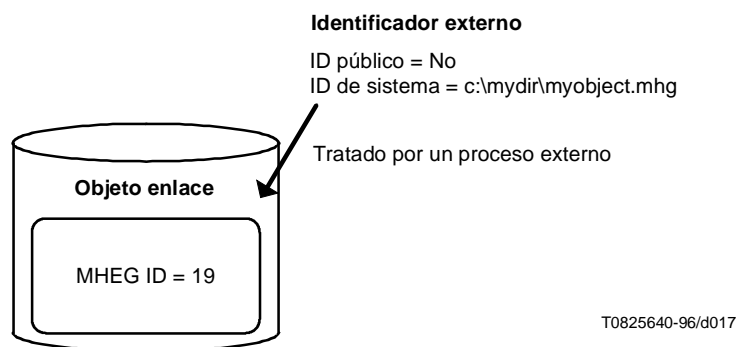 Identificador externo
ID público = No
ID de sistema = c:\mydir\myobject.mhg
Tratado por un proceso externo
Objeto enlace
MHEG ID = 19
T0825640-96/d017